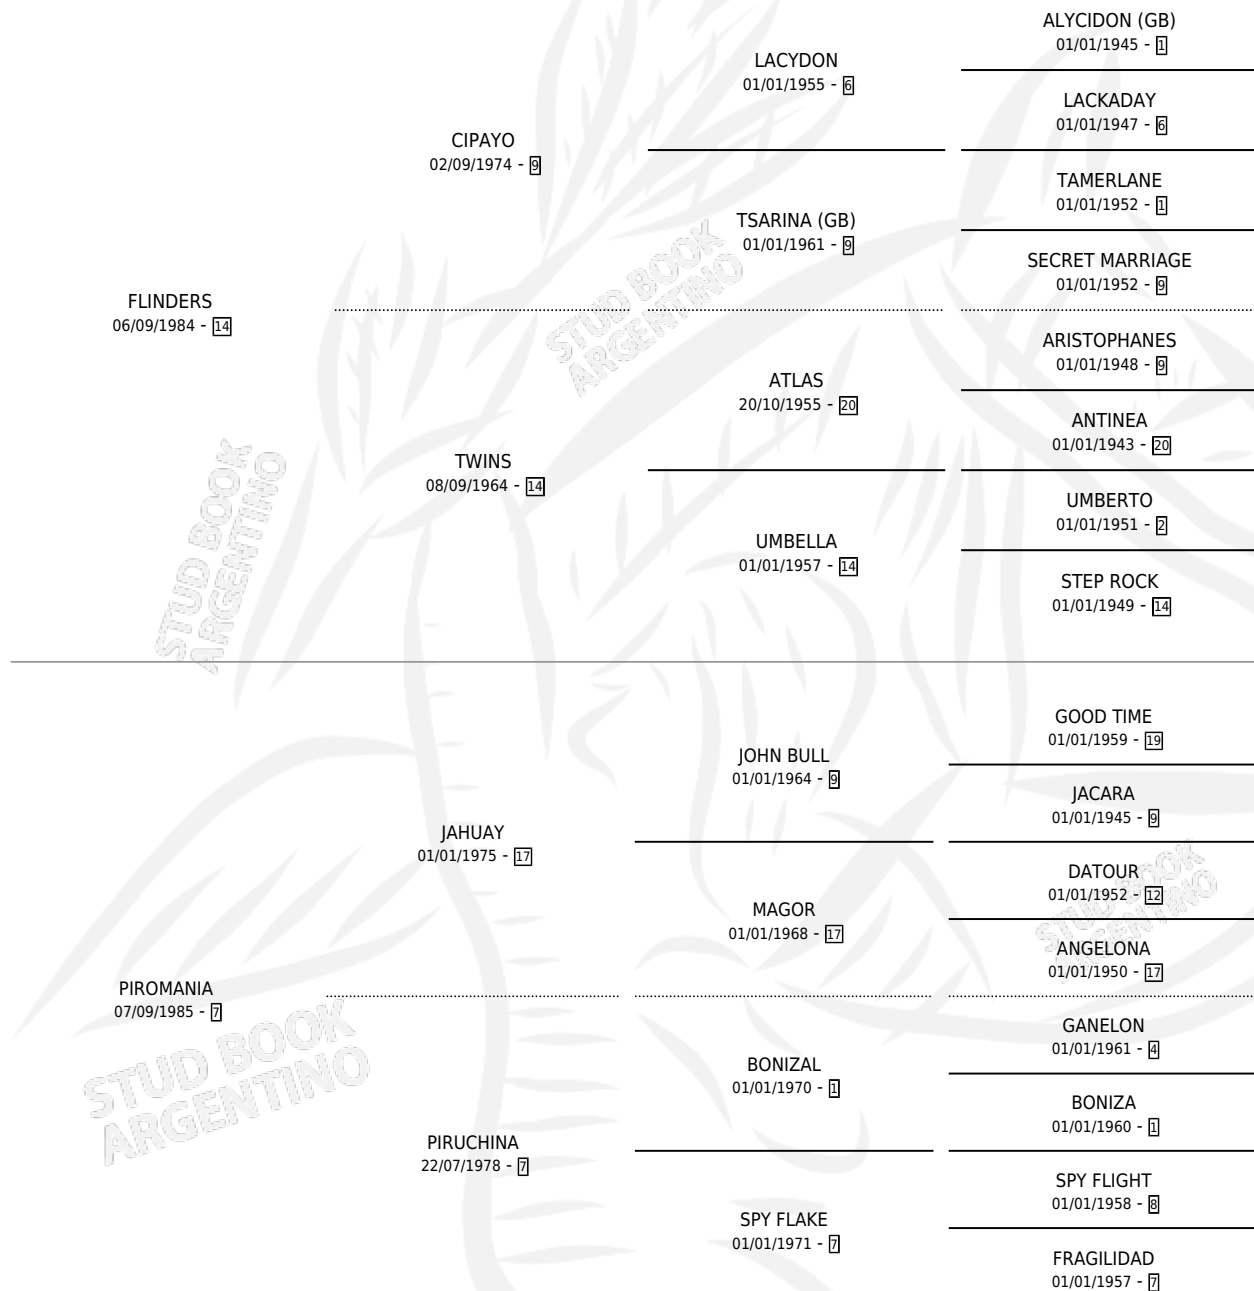 ALYCIDON (GB)
01/01/1945 - 1
LACYDON
01/01/1955 - 6
LACKADAY
01/01/1947 - 6
CIPAYO
02/09/1974 - 9
TAMERLANE
01/01/1952 - 1
TSARINA (GB)
01/01/1961 - 9
SECRET MARRIAGE
01/01/1952 - 9
FLINDERS
06/09/1984 - 14
STUD BOOK
ARGENTINO
ARISTOPHANES
01/01/1948 - 9
ATLAS
20/10/1955 - 20
ANTINEA
01/01/1943 - 20
TWINS
08/09/1964 - 14
UMBERTO
01/01/1951 - 2
UMBELLA
01/01/1957 - 14
STEP ROCK
01/01/1949 - 14
STUD BOOK
ARGENTINO
GOOD TIME
01/01/1959 - 19
JOHN BULL
01/01/1964 - 9
JACARA
01/01/1945 - 9
JAHUAY
01/01/1975 - 17
DATOUR
01/01/1952 - 12
MAGOR
01/01/1968 - 17
STUD BOOK
ARGENTINO
ANGELONA
01/01/1950 - 17
PIROMANIA
07/09/1985 - 7
STUD BOOK
ARGENTINO
GANELON
01/01/1961 - 4
BONIZAL
01/01/1970 - 1
BONIZA
01/01/1960 - 1
PIRUCHINA
22/07/1978 - 7
SPY FLIGHT
01/01/1958 - 8
SPY FLAKE
01/01/1971 - 7
FRAGILIDAD
01/01/1957 - 7